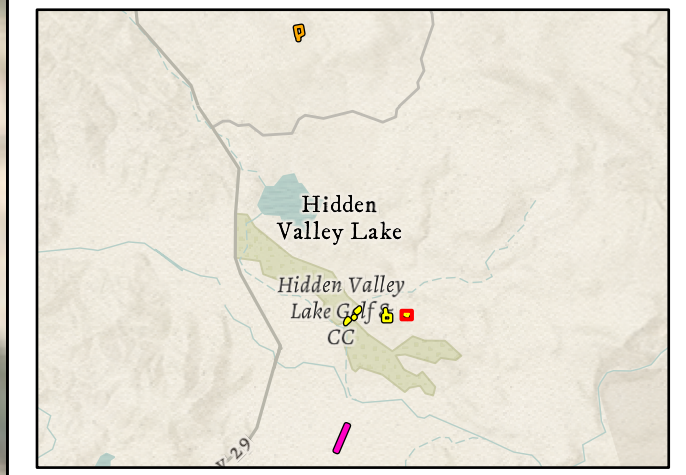 Hidden
Valley Lake
Hidden Valley
Lake Golf &
CC
y-29